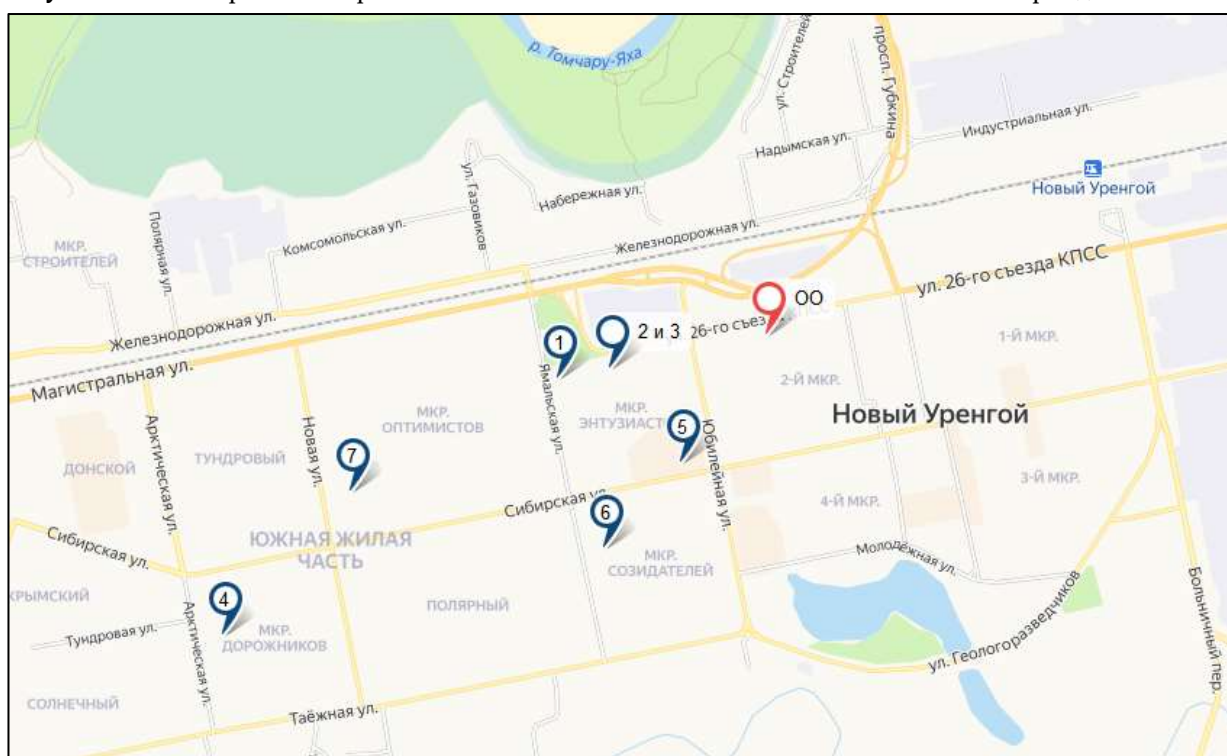 р. Томчару-Яха
ул. Строителей
просп. Губкина
Индустриальная ул.
Надымская ул.
Новый Уренгой
ул. Газовиков
Набережная ул.
Полярная ул.
Комсомольская ул.
Железнодорожная ул.
МКР.
СТРОИТЕЛЕЙ
ул. 26-го съезда КПСС
ОО
Железнодорожная ул.
2 и 3
26-го съез
ПСС
1
1-Й МКР.
Магистральная ул.
Ямальская ул.
2-Й МКР.
МКР.
ОПТИМИСТОВ
МКР.
ЭНТУЗИАСТО
Новый Уренгой
Арктическая ул.
Новая ул.
5
Юбилейная ул.
ДОНСКОЙ
ТУНДРОВЫЙ
7
3-Й МКР.
4-Й МКР.
Сибирская ул.
6
Сибирская ул.
ЮЖНАЯ ЖИЛАЯ
ЧАСТЬ
МКР.
СОЗИДАТЕЛЕЙ
Молодёжная ул.
КРЫМСКИЙ
4
ПОЛЯРНЫЙ
Тундровая ул.
Арктическая ул.
МКР.
ДОРОЖНИКОВ
ул. Геологоразведчиков
Больничный пер.
СОЛНЕЧНЫЙ
Таёжная ул.